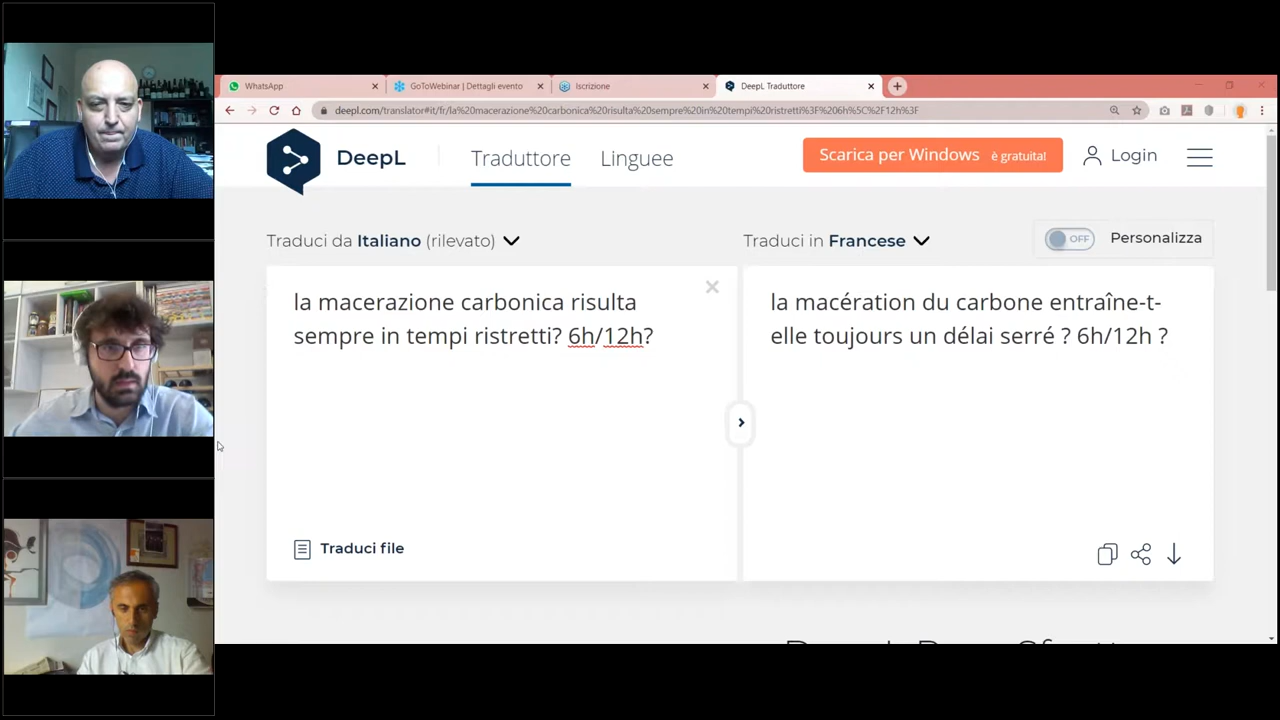 WhatsApp
GoToWebinar | Dettagli evento
Iscrizione
DeepL Traduttore
deepl.com/translator#it/fr/la%20macerazione%20carbonica%20risulta%20sempre%20in%20tempi%20ristretti%3F%206h%5C%2F12h%3F
DeepL
Traduttore
Linguee
Scarica per Windows è gratuita!
Login
Traduci da Italiano (rilevato)
Traduci in Francese
OFF
Personalizza
la macerazione carbonica risulta
sempre in tempi ristretti? 6h/12h?
la macération du carbone entraîne-t-
elle toujours un délai serré ? 6h/12h ?
Traduci file